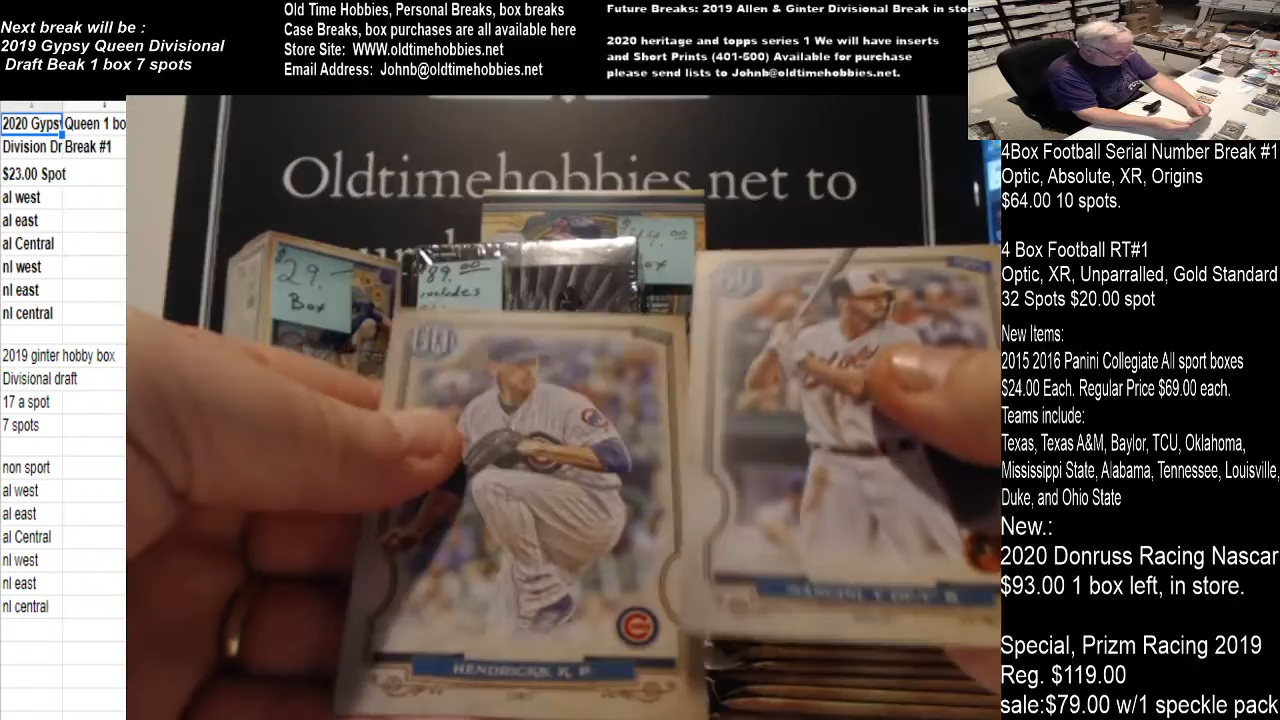 Next break will be :
2019 Gypsy Queen Divisional
Draft Beak 1 box 7 spots
Old Time Hobbies, Personal Breaks, box breaks
Case Breaks, box purchases are all available here
Store Site: WWW.oldtimehobbies.net
Email Address: Johnb@oldtimehobbies.net
Future Breaks: 2019 Allen & Ginter Divisional Break in store
2020 heritage and topps series 1 We will have inserts
and Short Prints (401-500) Available for purchase
please send lists to Johnb@oldtimehobbies.net.
2020 Gypsy Queen 1 bo
Division Dr Break #1
$23.00 Spot
al west
al east
al Central
nl west
nl east
nl central
2019 ginter hobby box
Divisional draft
17 a spot
7 spots
non sport
al west
al east
al Central
nl west
nl east
nl central
Oldtimehobbies.net to
$29.-
Box
$89.00
includes
HENDRICKS, K P
4Box Football Serial Number Break #1
Optic, Absolute, XR, Origins
$64.00 10 spots.
4 Box Football RT#1
Optic, XR, Unparralled, Gold Standard
32 Spots $20.00 spot
New Items:
2015 2016 Panini Collegiate All sport boxes
$24.00 Each. Regular Price $69.00 each.
Teams include:
Texas, Texas A&M, Baylor, TCU, Oklahoma,
Mississippi State, Alabama, Tennessee, Louisville,
Duke, and Ohio State
New.:
2020 Donruss Racing Nascar
$93.00 1 box left, in store.
Special, Prizm Racing 2019
Reg. $119.00
sale:$79.00 w/1 speckle pack